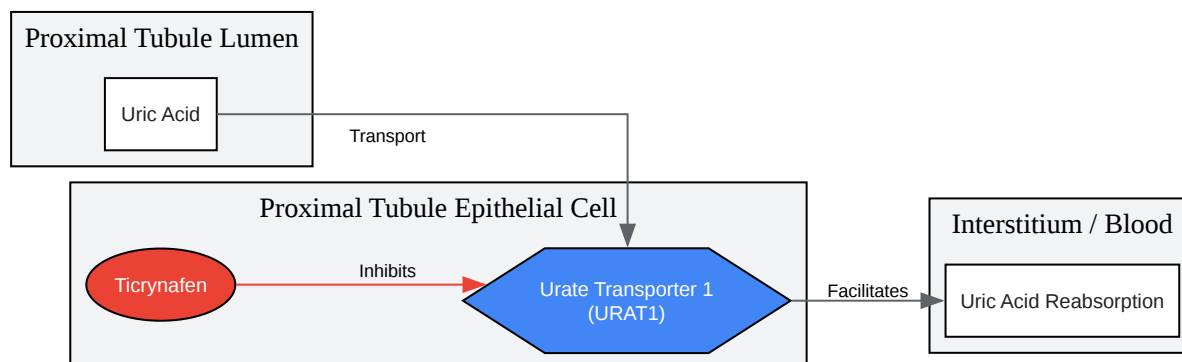 Proximal Tubule Lumen
Uric Acid
Transport
Proximal Tubule Epithelial Cell
Ticrynafen
Inhibits
Urate Transporter 1
(URAT1)
Facilitates
Interstitium / Blood
Uric Acid Reabsorption